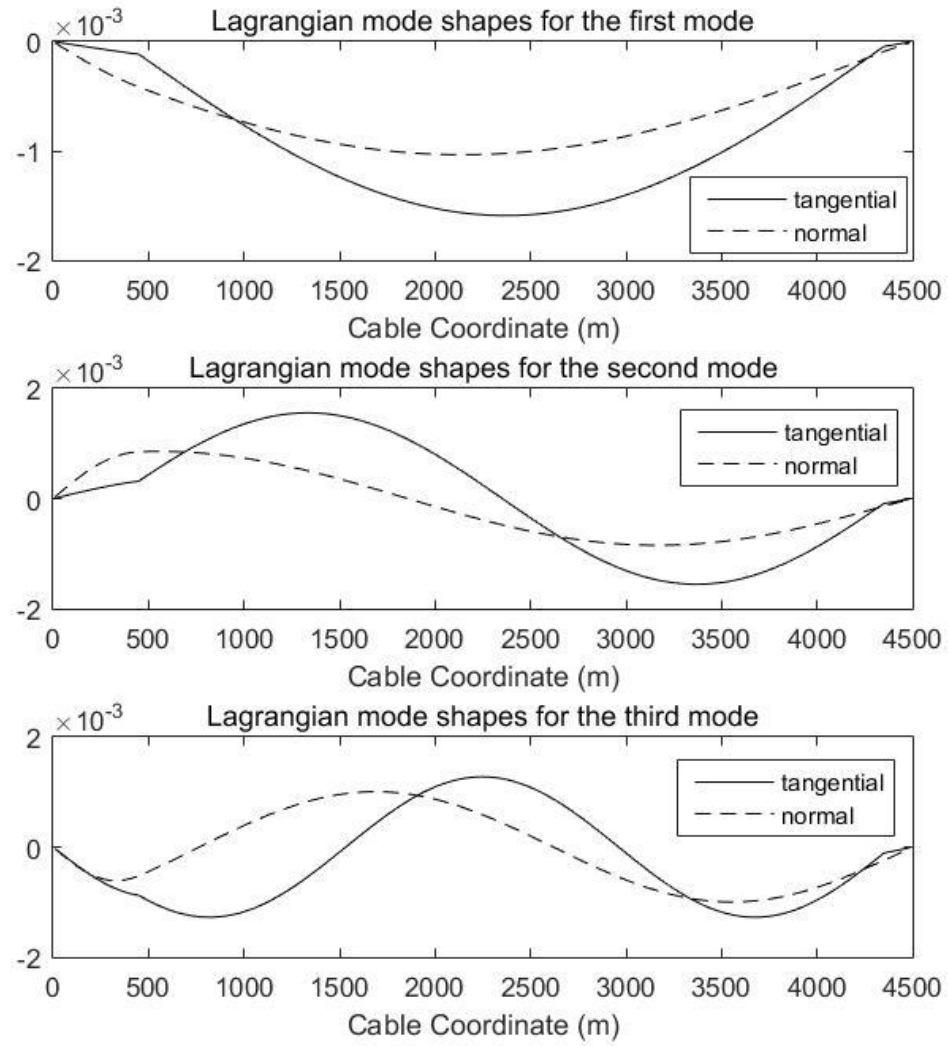 ×10-3
Lagrangian mode shapes for the first mode
0
-1
-2
tangential
normal
0 500 1000 1500 2000 2500 3000 3500 4000 4500
Cable Coordinate (m)
×10-3
Lagrangian mode shapes for the second mode
2
0
-2
tangential
normal
0 500 1000 1500 2000 2500 3000 3500 4000 4500
Cable Coordinate (m)
×10-3
Lagrangian mode shapes for the third mode
2
0
-2
tangential
normal
0 500 1000 1500 2000 2500 3000 3500 4000 4500
Cable Coordinate (m)